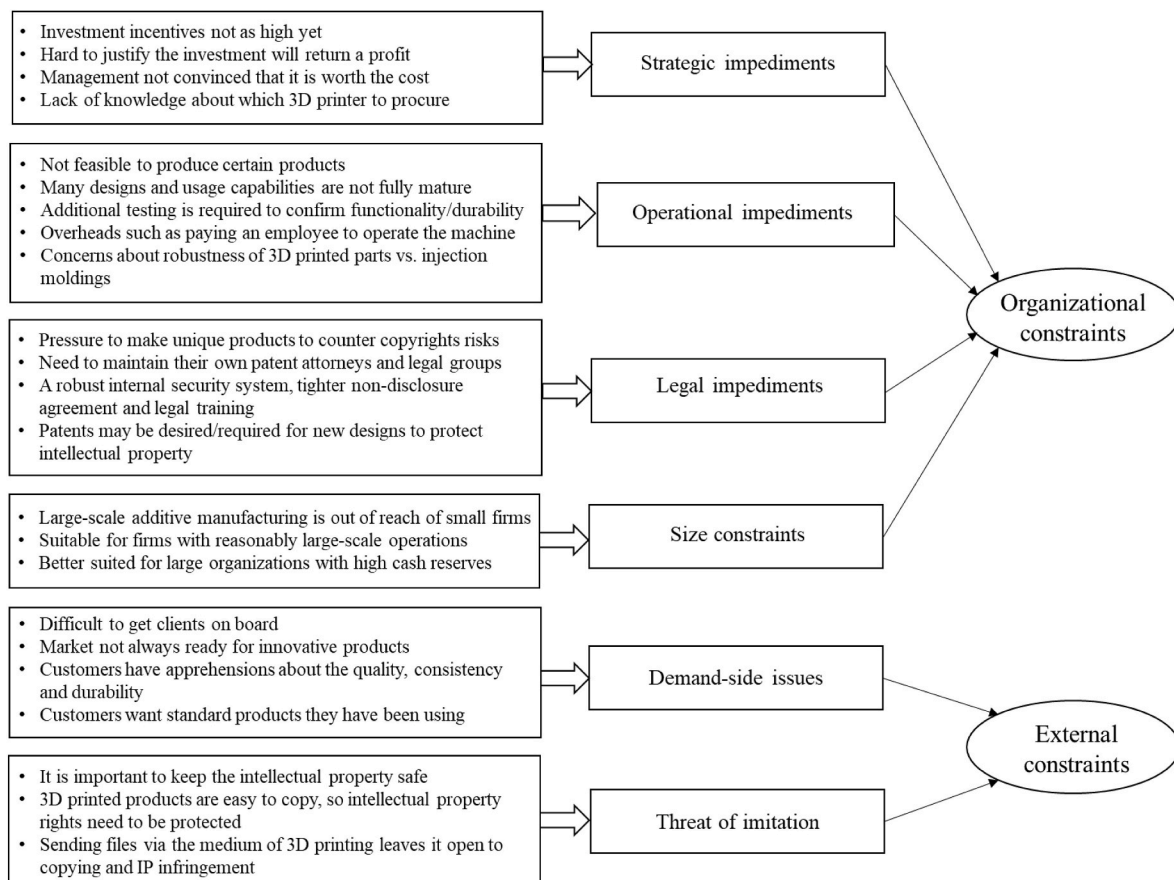 • Investment incentives not as high yet
• Hard to justify the investment will return a profit
• Management not convinced that it is worth the cost
• Lack of knowledge about which 3D printer to procure
Strategic impediments
• Not feasible to produce certain products
• Many designs and usage capabilities are not fully mature
• Additional testing is required to confirm functionality/durability
• Overheads such as paying an employee to operate the machine
• Concerns about robustness of 3D printed parts vs. injection
moldings
Operational impediments
• Pressure to make unique products to counter copyrights risks
• Need to maintain their own patent attorneys and legal groups
• A robust internal security system, tighter non-disclosure
agreement and legal training
• Patents may be desired/required for new designs to protect
intellectual property
Legal impediments
• Large-scale additive manufacturing is out of reach of small firms
• Suitable for firms with reasonably large-scale operations
• Better suited for large organizations with high cash reserves
Size constraints
Organizational
constraints
• Difficult to get clients on board
• Market not always ready for innovative products
• Customers have apprehensions about the quality, consistency
and durability
• Customers want standard products they have been using
Demand-side issues
• It is important to keep the intellectual property safe
• 3D printed products are easy to copy, so intellectual property
rights need to be protected
• Sending files via the medium of 3D printing leaves it open to
copying and IP infringement
Threat of imitation
External
constraints